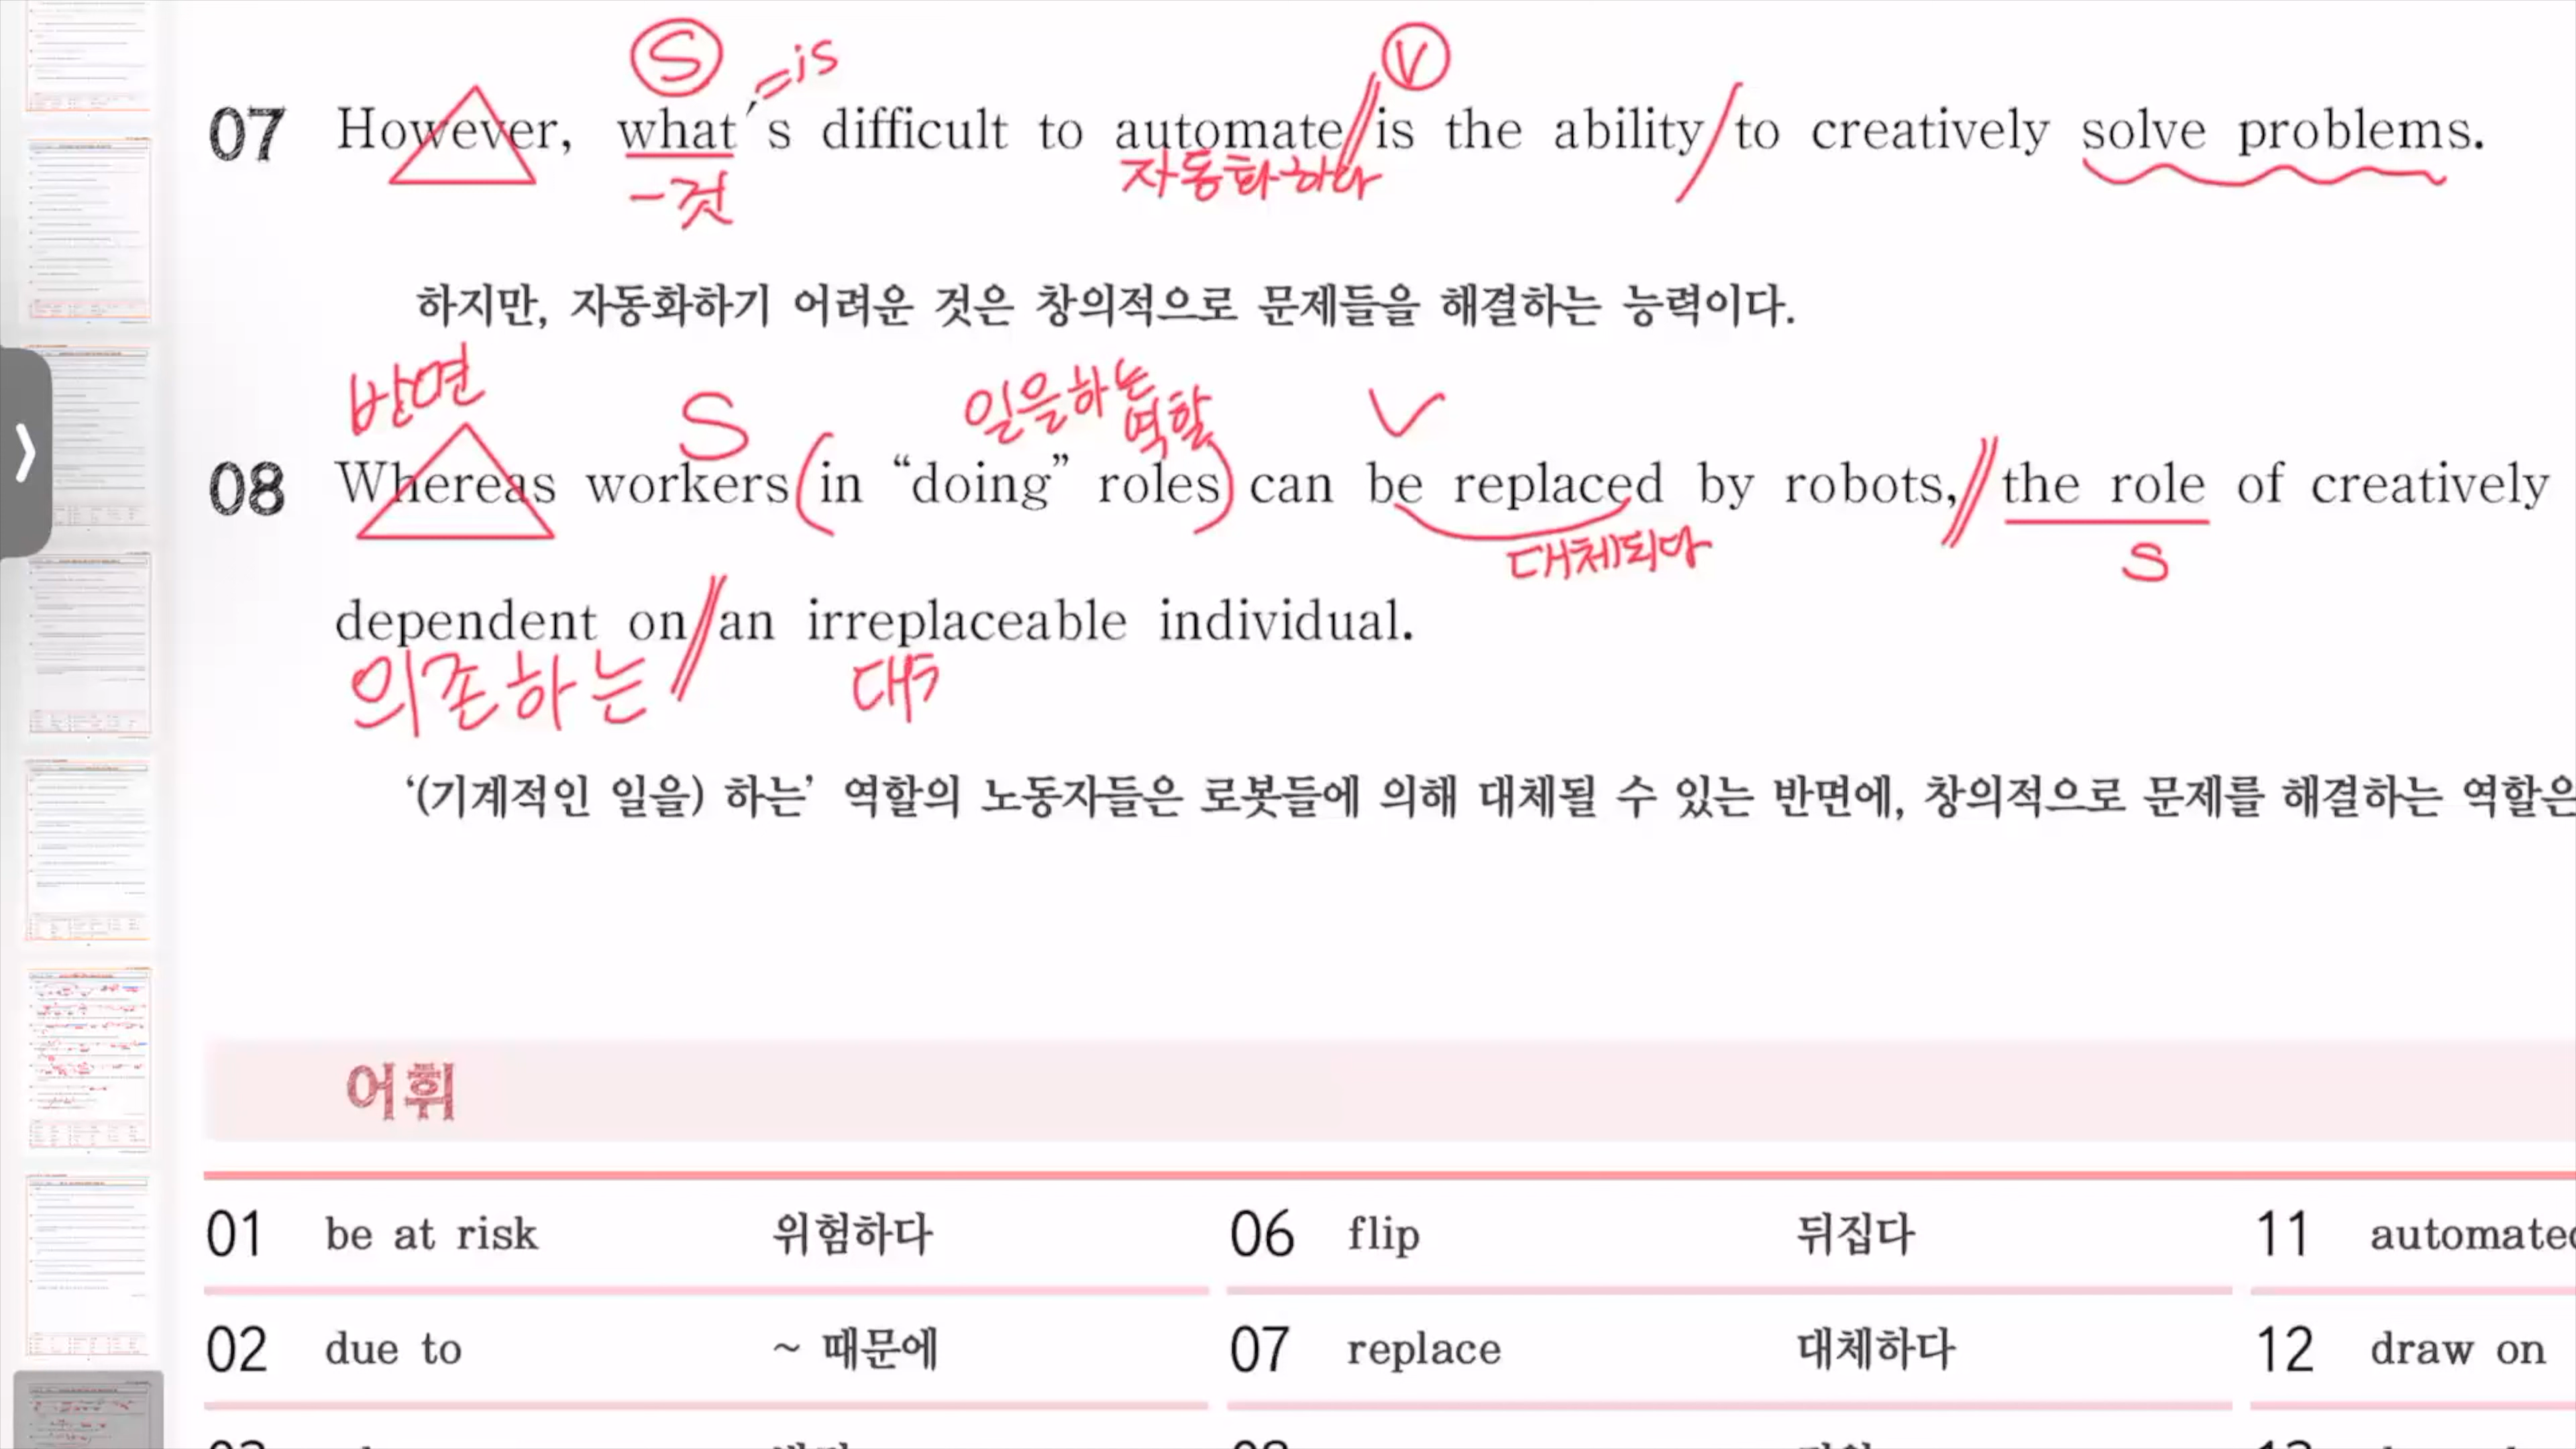 S =is V
07 However, what's difficult to automate is the ability to creatively solve problems.
-것 자동화하다
하지만, 자동화하기 어려운 것은 창의적으로 문제들을 해결하는 능력이다.
반면 S 일을하는 역할 V
08 Whereas workers in “doing” roles can be replaced by robots, the role of creatively
대체되다 S
dependent on an irreplaceable individual.
의존하는
‘(기계적인 일을) 하는’ 역할의 노동자들은 로봇들에 의해 대체될 수 있는 반면에, 창의적으로 문제를 해결하는 역할은
어휘
01 be at risk 위험하다 06 flip 뒤집다 11 automated
02 due to ~ 때문에 07 replace 대체하다 12 draw on